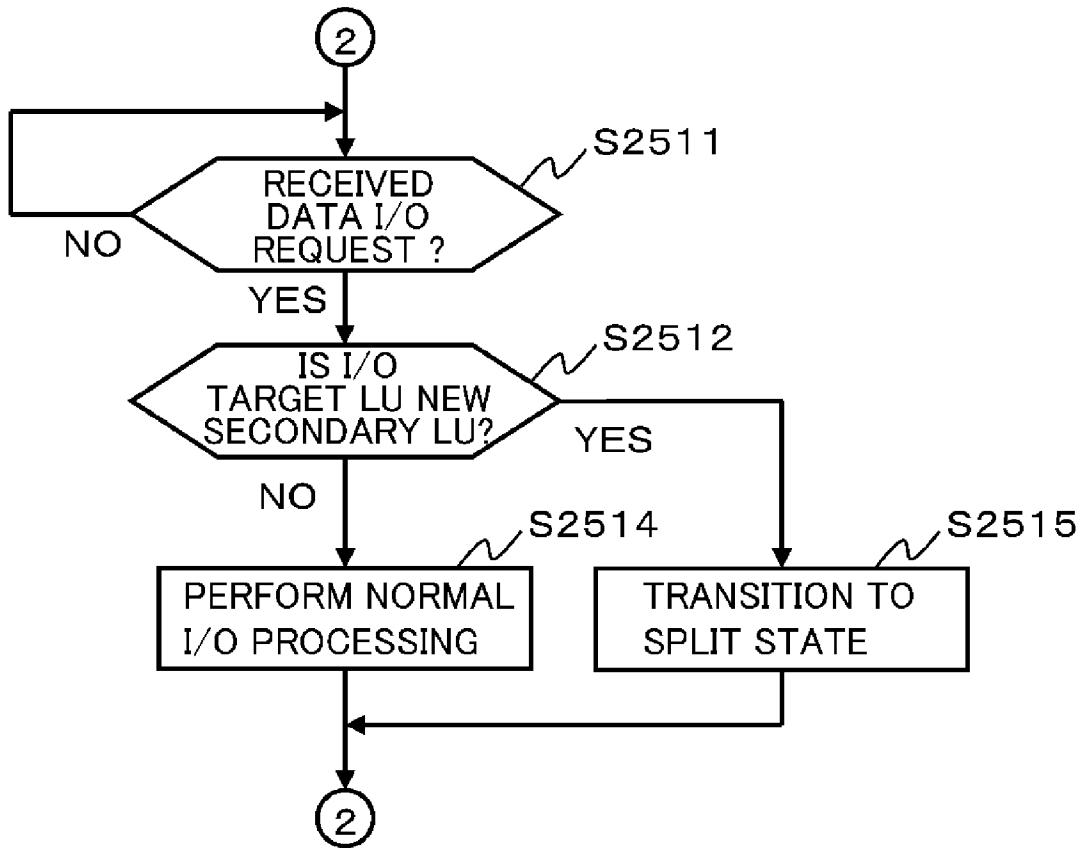 2
S2511
RECEIVED
DATA I/O
REQUEST ?
NO
YES
S2512
IS I/O
TARGET LU NEW
SECONDARY LU?
YES
NO
S2514
S2515
PERFORM NORMAL
I/O PROCESSING
TRANSITION TO
SPLIT STATE
2